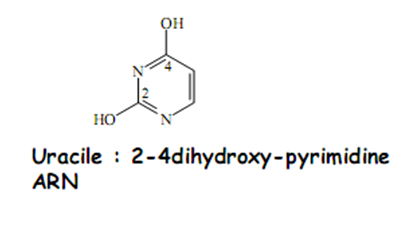 OH
N
4
2
HO
N
Uracile : 2-4dihydroxy-pyrimidine
ARN